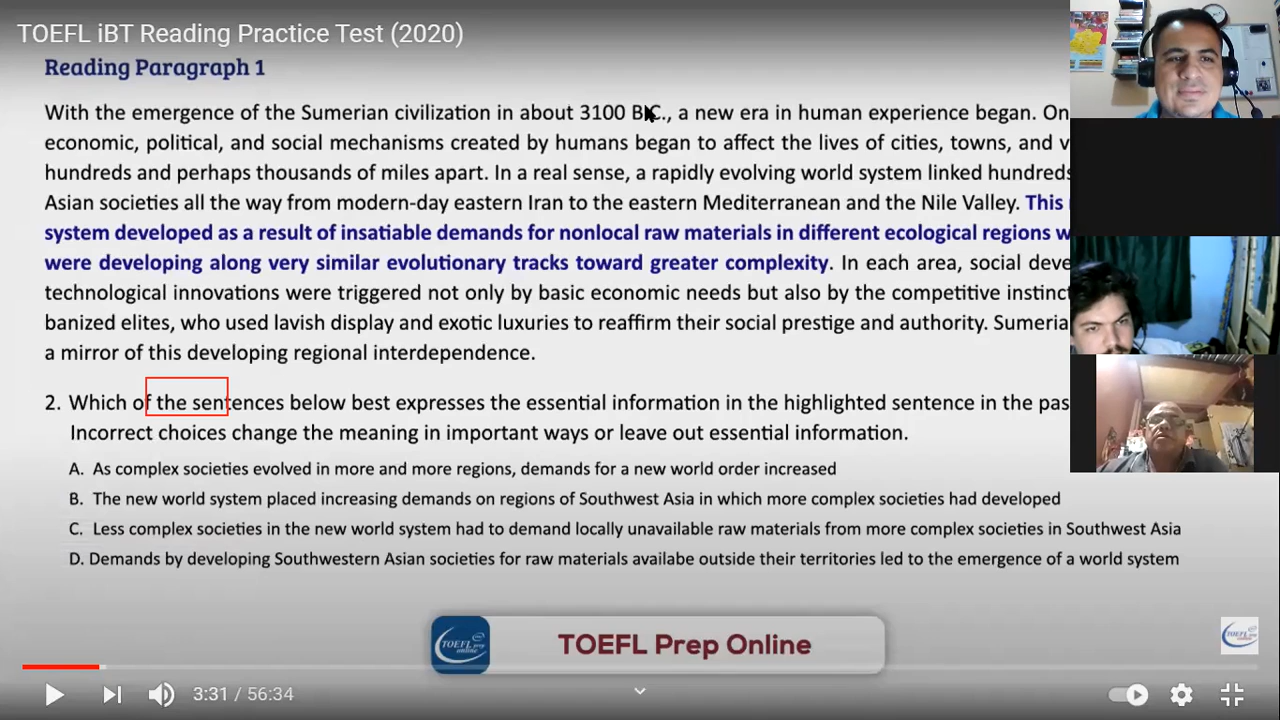 TOEFL iBT Reading Practice Test (2020)
Reading Paragraph 1
With the emergence of the Sumerian civilization in about 3100 B.C., a new era in human experience began. On
economic, political, and social mechanisms created by humans began to affect the lives of cities, towns, and v
hundreds and perhaps thousands of miles apart. In a real sense, a rapidly evolving world system linked hundreds
Asian societies all the way from modern-day eastern Iran to the eastern Mediterranean and the Nile Valley. This
system developed as a result of insatiable demands for nonlocal raw materials in different ecological regions w
were developing along very similar evolutionary tracks toward greater complexity. In each area, social deve
technological innovations were triggered not only by basic economic needs but also by the competitive instinct
banized elites, who used lavish display and exotic luxuries to reaffirm their social prestige and authority. Sumeria
a mirror of this developing regional interdependence.
2. Which of the sentences below best expresses the essential information in the highlighted sentence in the pas
Incorrect choices change the meaning in important ways or leave out essential information.
A. As complex societies evolved in more and more regions, demands for a new world order increased
B. The new world system placed increasing demands on regions of Southwest Asia in which more complex societies had developed
C. Less complex societies in the new world system had to demand locally unavailable raw materials from more complex societies in Southwest Asia
D. Demands by developing Southwestern Asian societies for raw materials availabe outside their territories led to the emergence of a world system
TOEFL prep online
TOEFL Prep Online
3:31 / 56:34